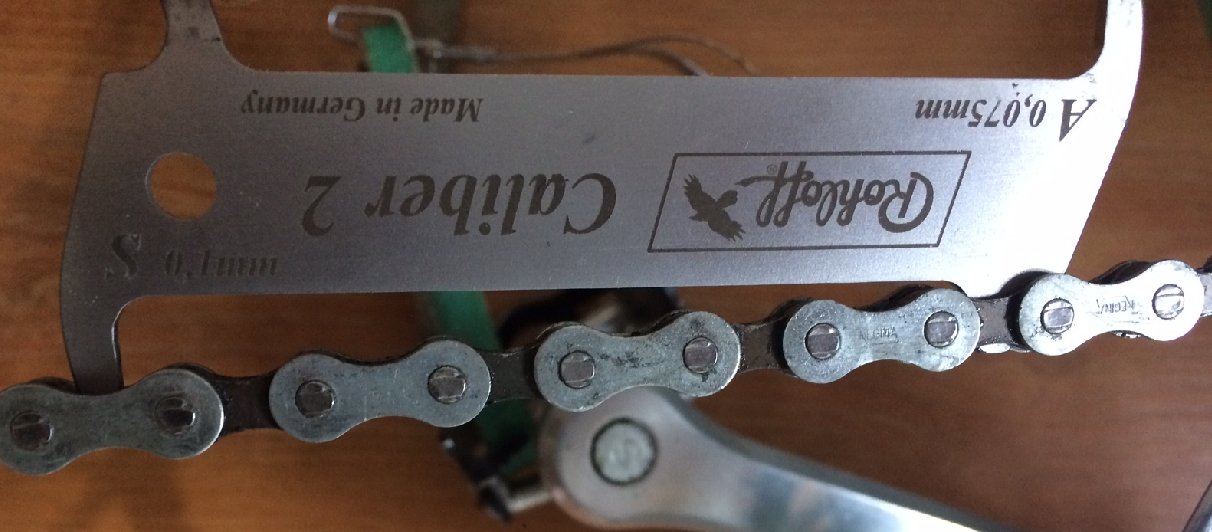 Rohloff
Caliber 2
A 0,075mm
Made in Germany
S 0,1mm